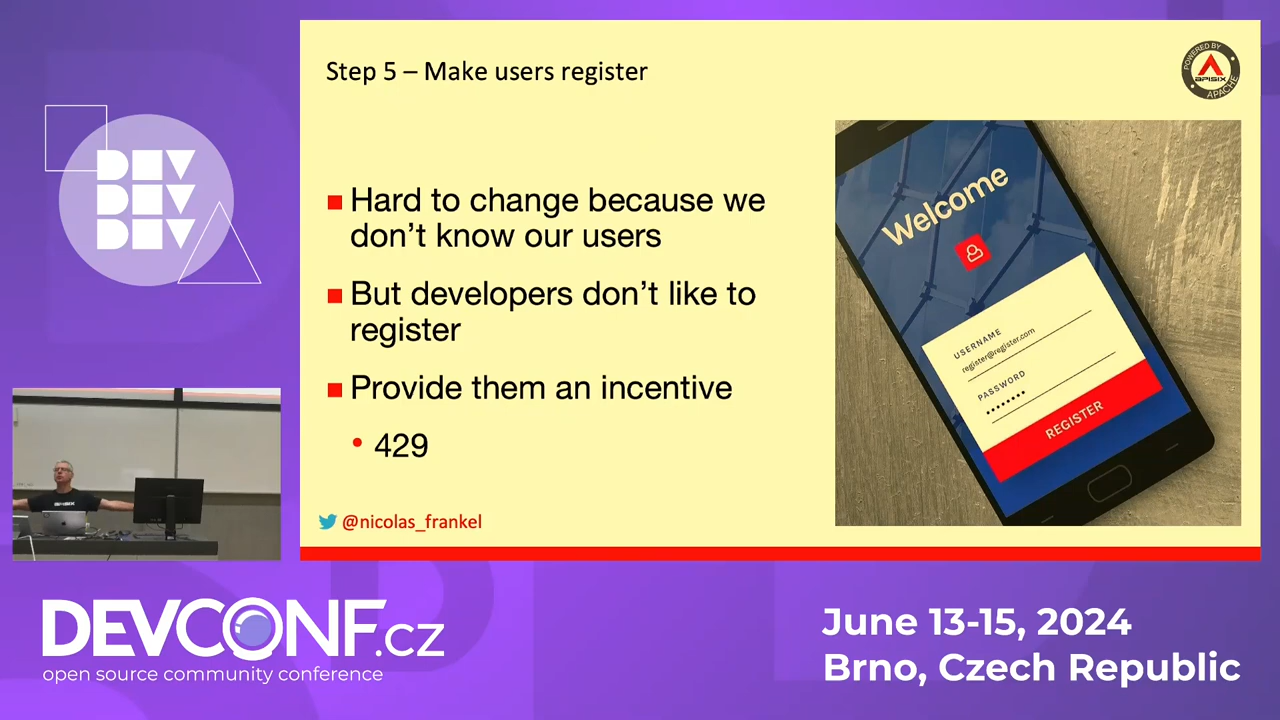 Step 5 – Make users register
POWERED BY
APISIX
APACHE
DEV
DEV
DEV
■ Hard to change because we
don't know our users
■ But developers don't like to
register
■ Provide them an incentive
• 429
@nicolas_frankel
Welcome
USERNAME
register@register.com
PASSWORD
••••••••
REGISTER
APISIX
DEVCONF.cz
open source community conference
June 13-15, 2024
Brno, Czech Republic